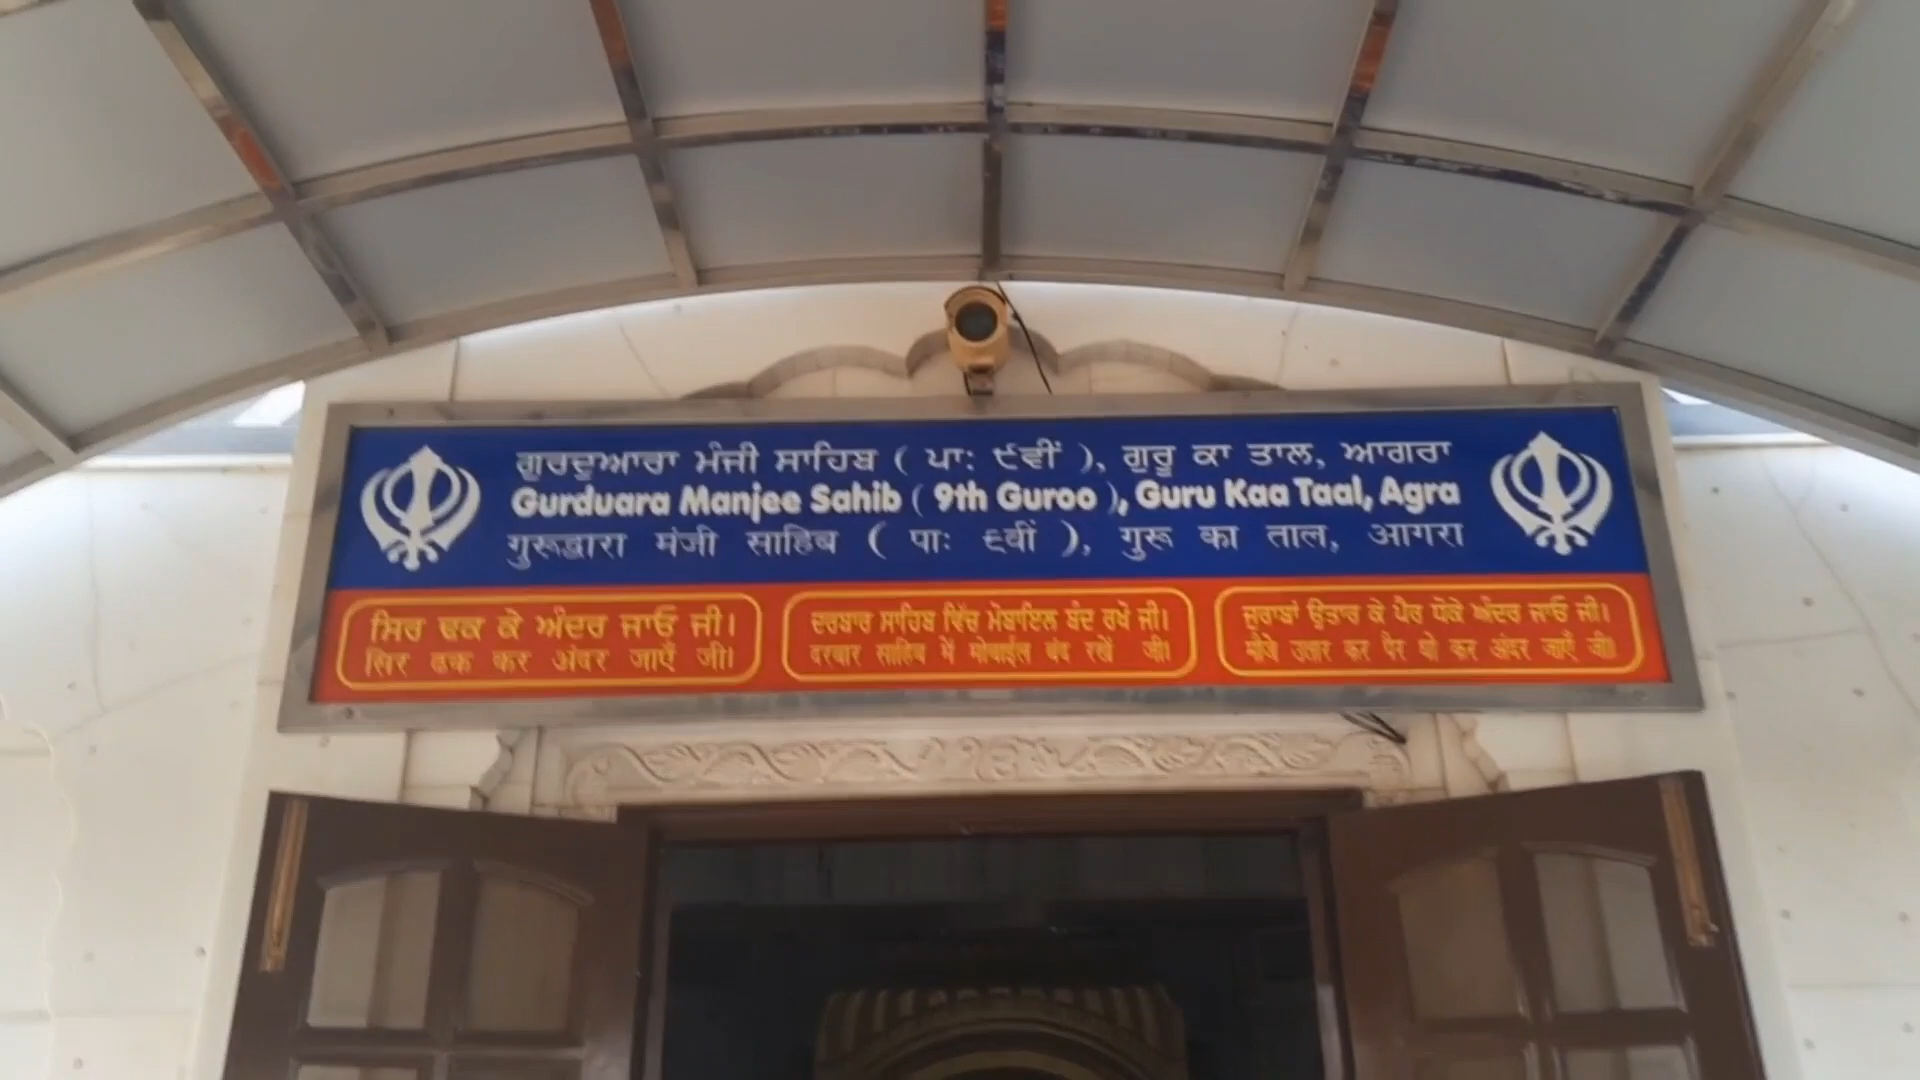 ਗੁਰਦੁਆਰਾ ਮੰਜੀ ਸਾਹਿਬ ( ਪਾ: ੯ਵੀਂ ), ਗੁਰੂ ਕਾ ਤਾਲ, ਆਗਰਾ
Gurduara Manjee Sahib ( 9th Guroo ), Guru Kaa Taal, Agra
गुरूद्वारा मंजी साहिब ( पाः ९वीं ), गुरू का ताल, आगरा
ਸਿਰ ਢਕ ਕੇ ਅੰਦਰ ਜਾਓ ਜੀ।
सिर ढक कर अंदर जाएँ जी।
ਦਰਬਾਰ ਸਾਹਿਬ ਵਿੱਚ ਮੋਬਾਇਲ ਬੰਦ ਰਖੋ ਜੀ।
दरबार साहिब में मोबाईल बंद रखें जी।
ਜੁਰਾਬਾਂ ਉਤਾਰ ਕੇ ਪੈਰ ਧੋਕੇ ਅੰਦਰ ਜਾਓ ਜੀ।
मौजे उतार कर पैर धो कर अंदर जाएँ जी।